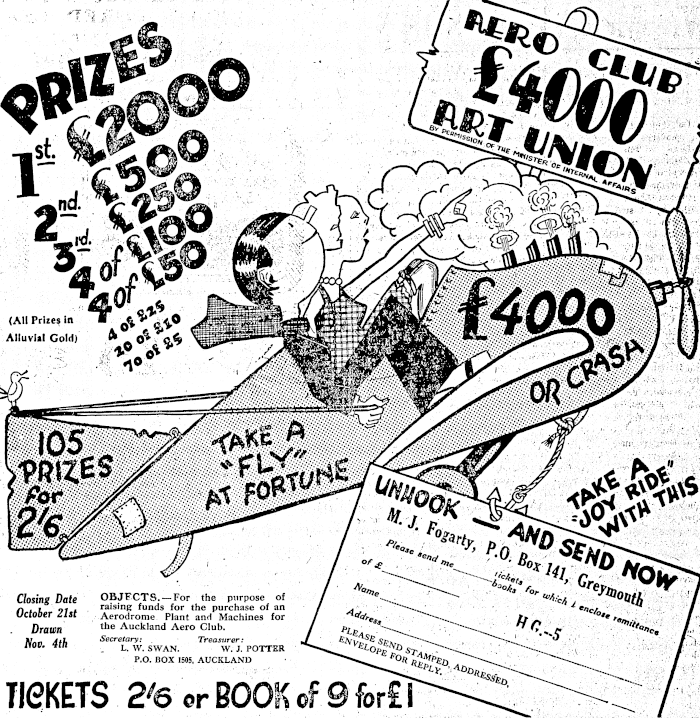 PRIZES
1st. £2000
2nd. £500
3rd. £250
4 of £100
4 of £50
4 of £25
20 of £10
70 of £5
(All Prizes in
Alluvial Gold)
AERO CLUB
£4000
ART UNION
BY PERMISSION OF THE MINISTER OF INTERNAL AFFAIRS
£4000
OR CRASH
TAKE A
"FLY"
AT FORTUNE
105
PRIZES
for
2/6
TAKE A
"JOY RIDE"
WITH THIS
UNHOOK — AND SEND NOW
M. J. Fogarty, P.O. Box 141, Greymouth
Please send me ______ tickets
books for which I enclose remittance
of £
Name
H G.-5
Address
PLEASE SEND STAMPED, ADDRESSED,
ENVELOPE FOR REPLY.
Closing Date
October 21st
Drawn
Nov. 4th
OBJECTS.—For the purpose of
raising funds for the purchase of an
Aerodrome Plant and Machines for
the Auckland Aero Club.
Secretary: Treasurer:
L. W. SWAN. W. J. POTTER
P.O. BOX 1505, AUCKLAND
TICKETS 2/6 or BOOK of 9 for £1